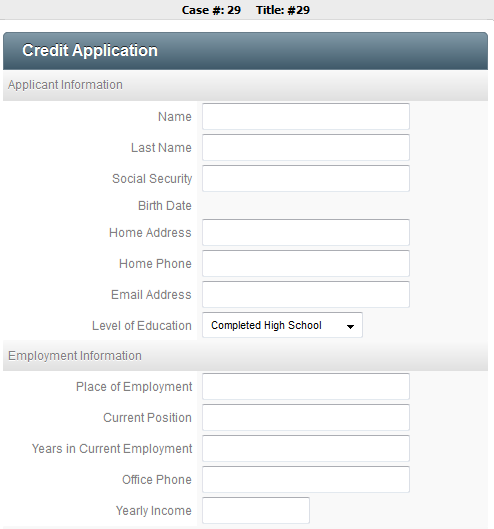 Case #: 29 Title: #29
Credit Application
Applicant Information
Name
Last Name
Social Security
Birth Date
Home Address
Home Phone
Email Address
Level of Education Completed High School
Employment Information
Place of Employment
Current Position
Years in Current Employment
Office Phone
Yearly Income